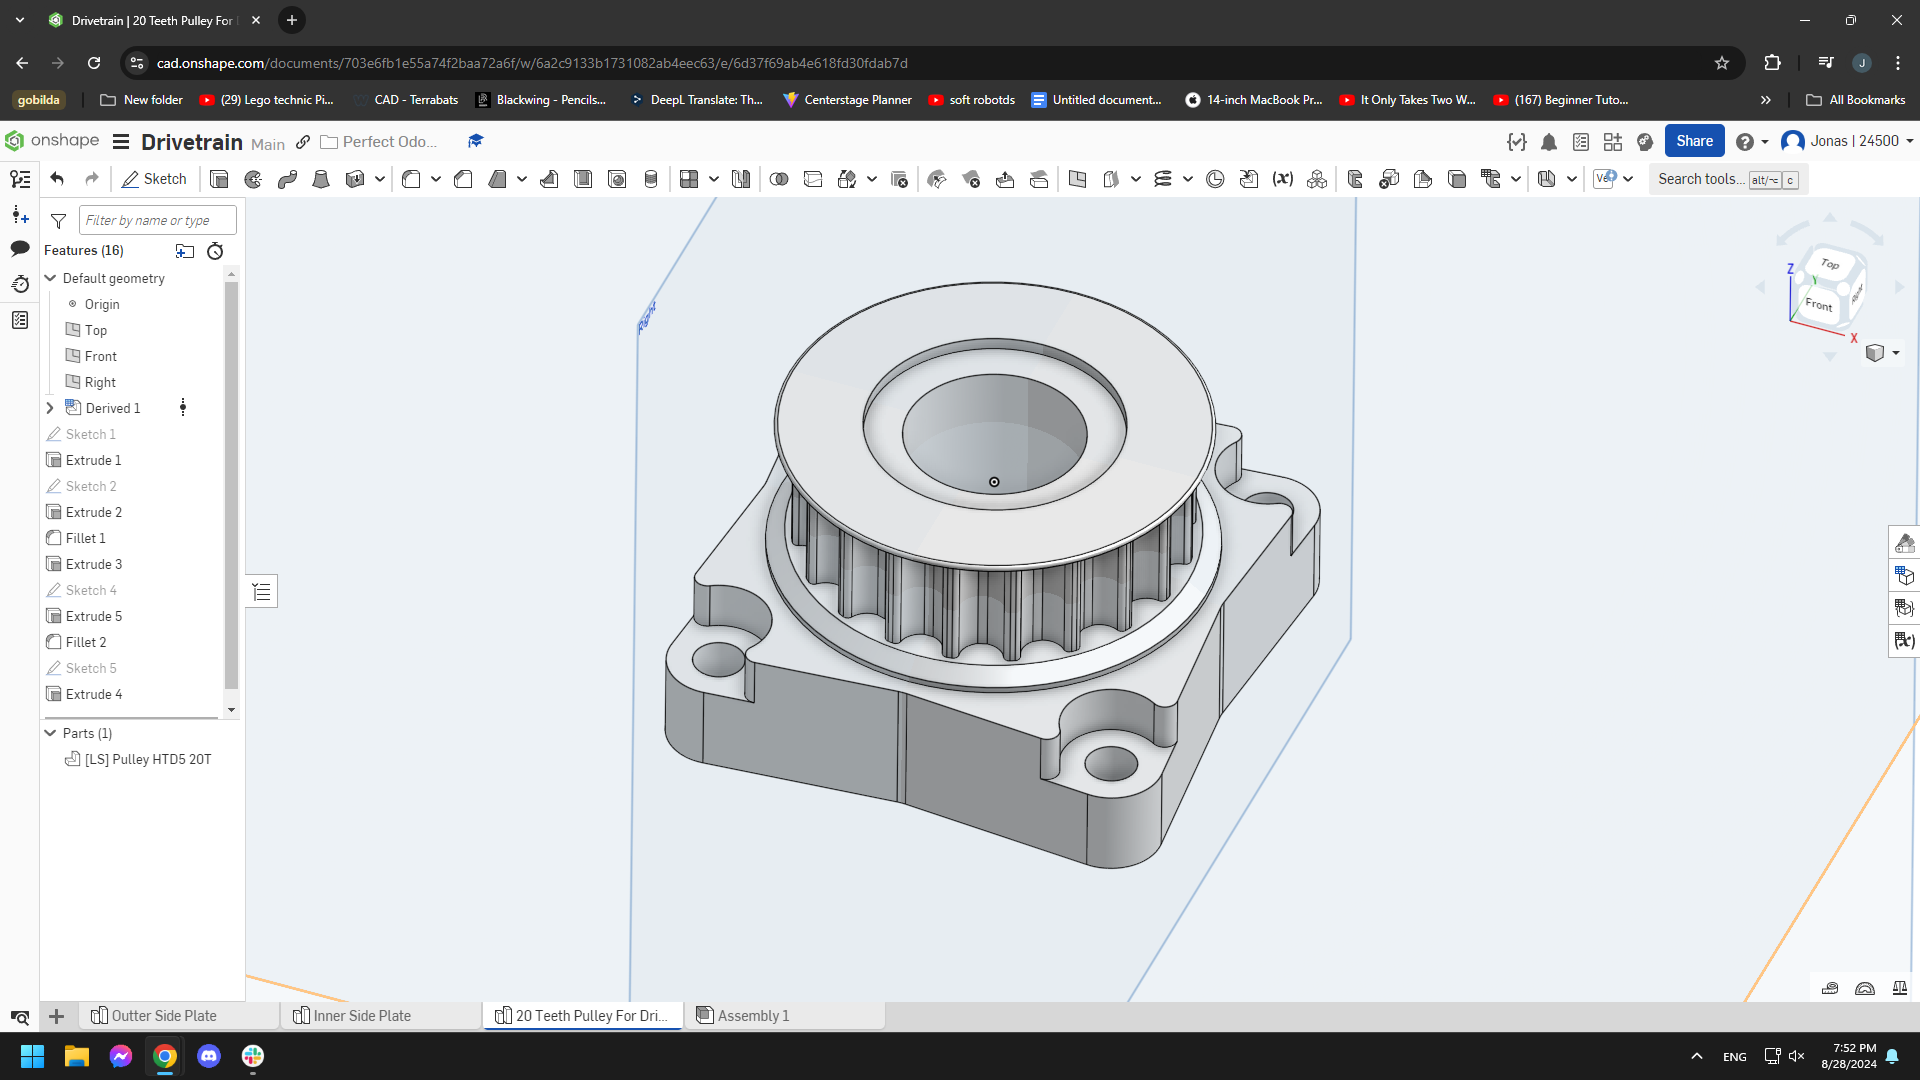 Drivetrain | 20 Teeth Pulley For
cad.onshape.com/documents/703e6fb1e55a74f2baa72a6f/w/6a2c9133b1731082ab4eec63/e/6d37f69ab4e618fd30fdab7d
J
gobilda
New folder
(29) Lego technic Pi...
CAD - Terrabats
Blackwing - Pencils...
DeepL Translate: Th...
Centerstage Planner
soft robotds
Untitled document...
14-inch MacBook Pr...
It Only Takes Two W...
(167) Beginner Tuto...
All Bookmarks
onshape
Drivetrain Main
Perfect Odo...
Share
Jonas | 24500
Sketch
Search tools... alt/⌥ c
Filter by name or type
Features (16)
Default geometry
Origin
Top
Front
Right
Derived 1
Sketch 1
Extrude 1
Sketch 2
Extrude 2
Fillet 1
Extrude 3
Sketch 4
Extrude 5
Fillet 2
Sketch 5
Extrude 4
Parts (1)
[LS] Pulley HTD5 20T
Right
Top
Front
Right
Z
Y
X
Outter Side Plate
Inner Side Plate
20 Teeth Pulley For Dri...
Assembly 1
ENG
7:52 PM
8/28/2024